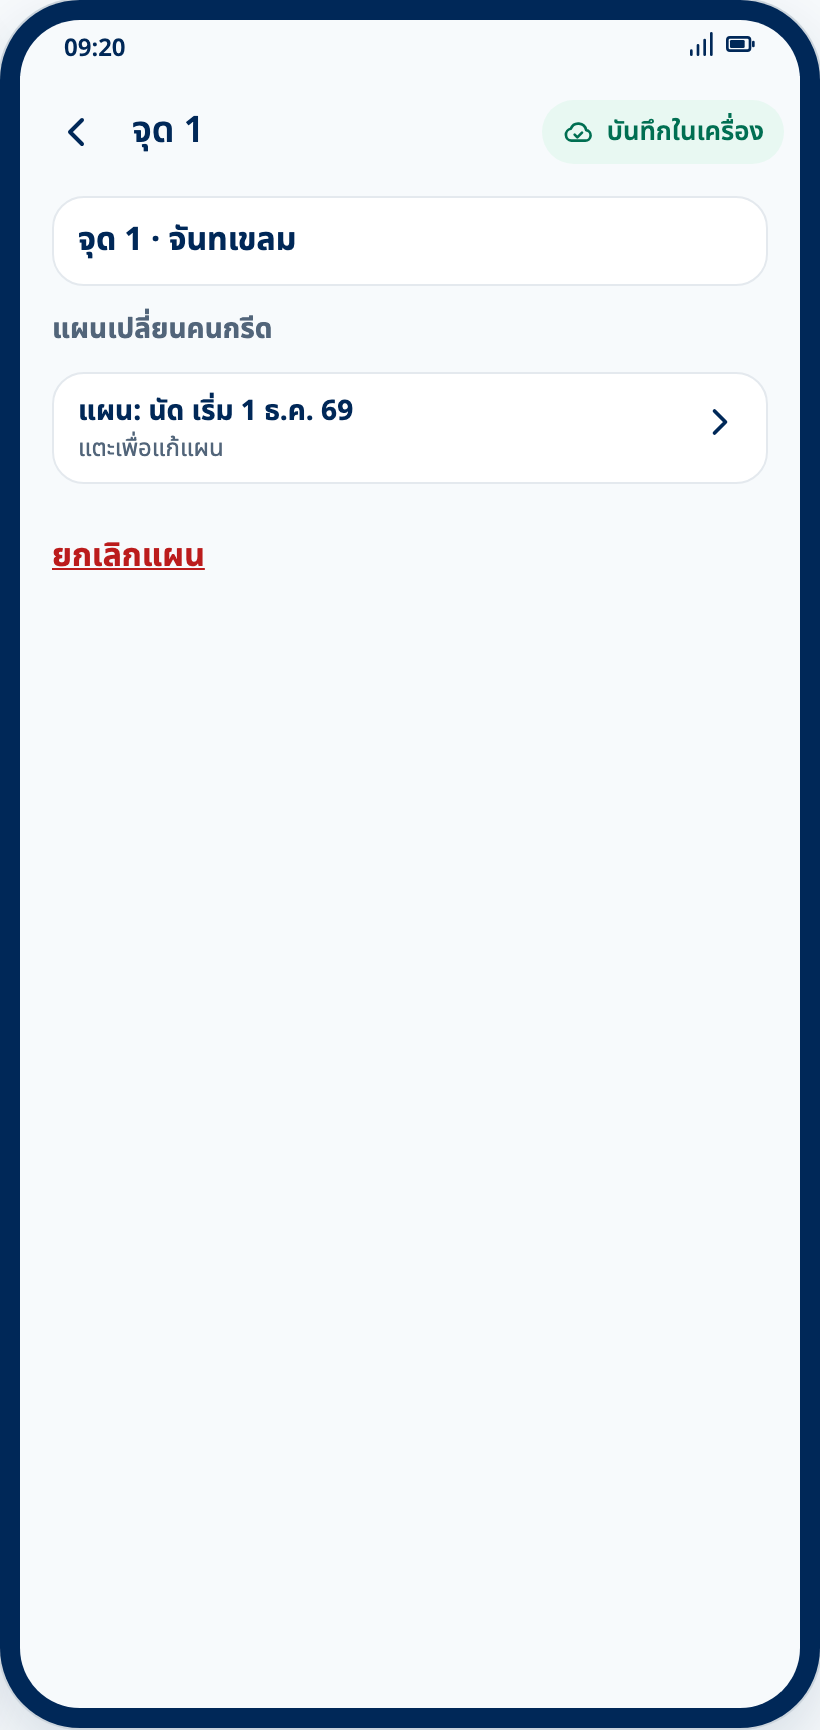 09:20
จุด 1
บันทึกในเครื่อง
จุด 1 · จันทเขลม
แผนเปลี่ยนคนกรีด
แผน: นัด เริ่ม 1 ธ.ค. 69
แตะเพื่อแก้แผน
ยกเลิกแผน